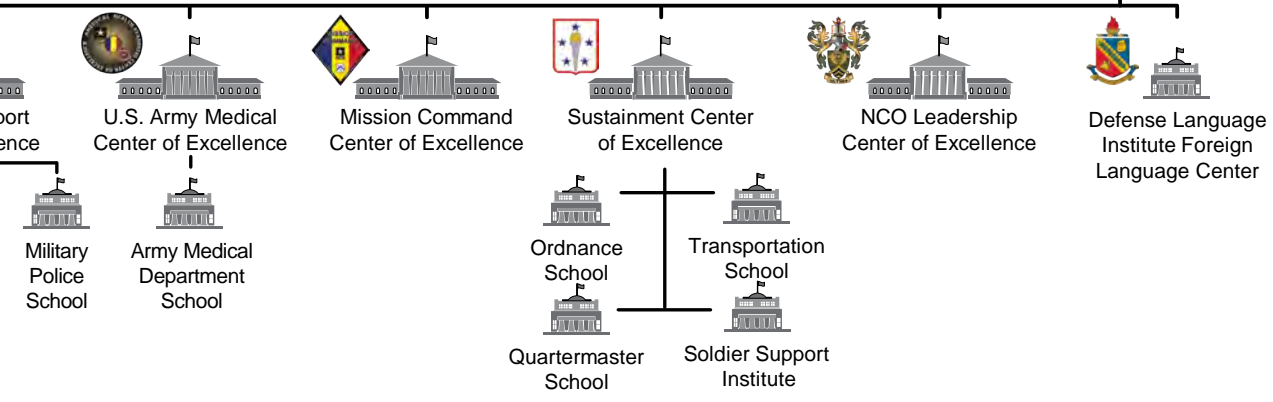 port
ence
U.S. Army Medical
Center of Excellence
Mission Command
Center of Excellence
Sustainment Center
of Excellence
NCO Leadership
Center of Excellence
Defense Language
Institute Foreign
Language Center
Military
Police
School
Army Medical
Department
School
Ordnance
School
Transportation
School
Quartermaster
School
Soldier Support
Institute